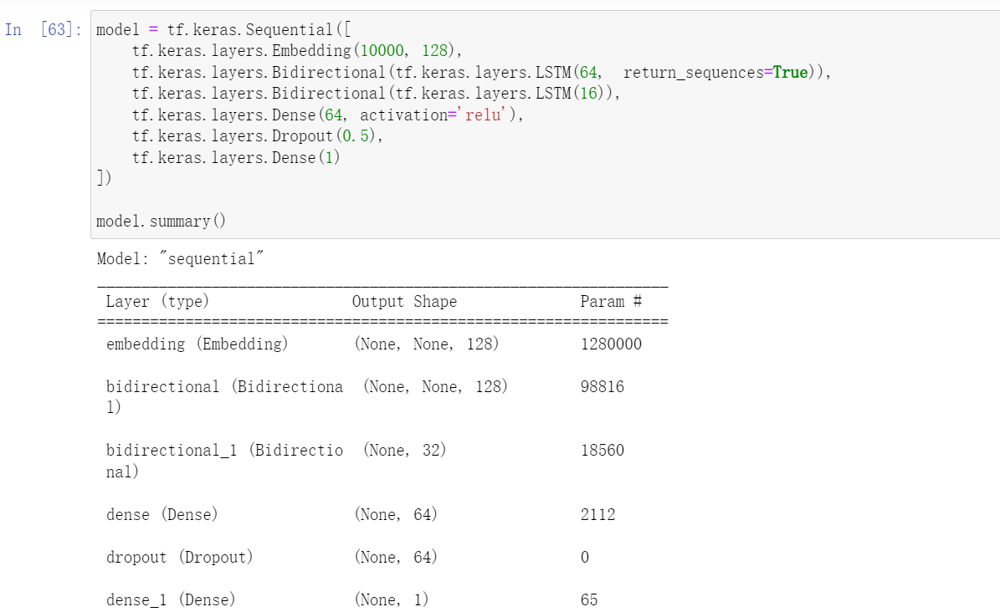 In [63]: model = tf.keras.Sequential([
    tf.keras.layers.Embedding(10000, 128),
    tf.keras.layers.Bidirectional(tf.keras.layers.LSTM(64,  return_sequences=True)),
    tf.keras.layers.Bidirectional(tf.keras.layers.LSTM(16)),
    tf.keras.layers.Dense(64, activation='relu'),
    tf.keras.layers.Dropout(0.5),
    tf.keras.layers.Dense(1)
])
model.summary()
Model: "sequential"
_________________________________________________________________
 Layer (type)                Output Shape              Param #
=================================================================
 embedding (Embedding)       (None, None, 128)         1280000
 bidirectional (Bidirectiona  (None, None, 128)        98816
 l)
 bidirectional_1 (Bidirectio  (None, 32)               18560
 nal)
 dense (Dense)               (None, 64)                2112
 dropout (Dropout)           (None, 64)                0
 dense_1 (Dense)             (None, 1)                 65